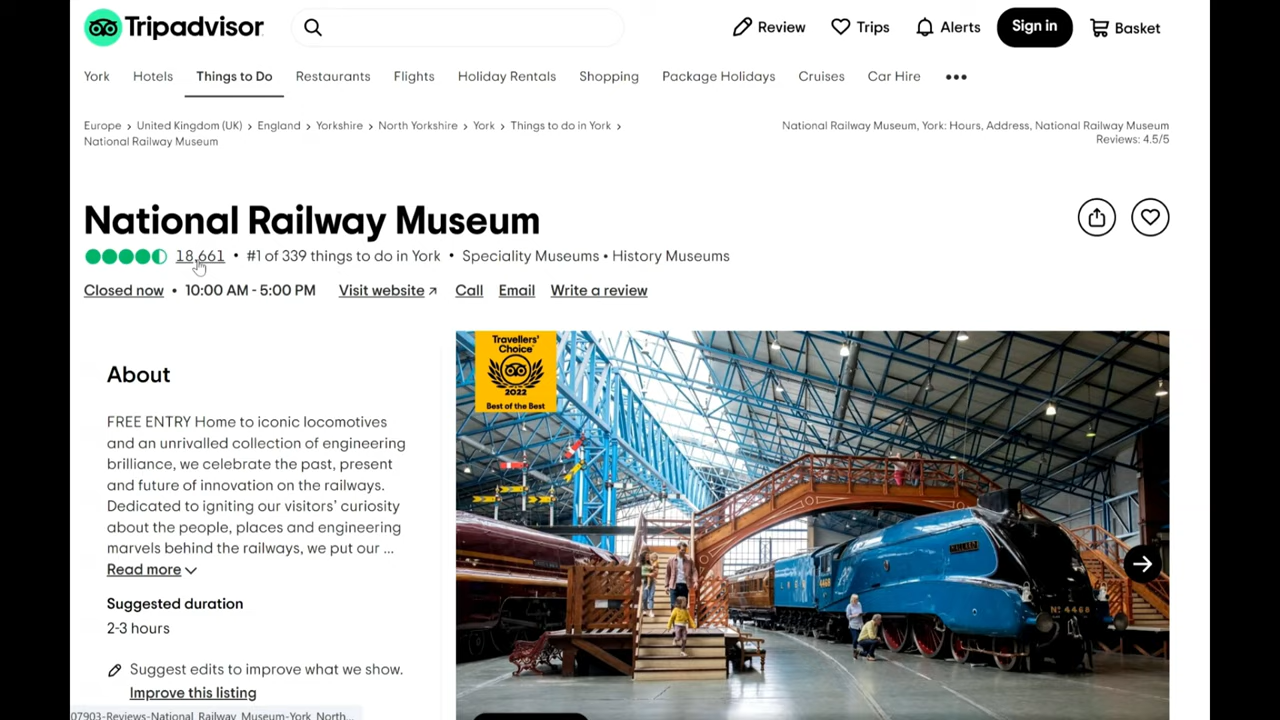 Tripadvisor
Review
Trips
Alerts
Sign in
Basket
York Hotels Things to Do Restaurants Flights Holiday Rentals Shopping Package Holidays Cruises Car Hire •••
Europe > United Kingdom (UK) > England > Yorkshire > North Yorkshire > York > Things to do in York >
National Railway Museum
National Railway Museum, York: Hours, Address, National Railway Museum
Reviews: 4.5/5
National Railway Museum
18,661 • #1 of 339 things to do in York • Speciality Museums • History Museums
Closed now • 10:00 AM - 5:00 PM Visit website ↗ Call Email Write a review
About
FREE ENTRY Home to iconic locomotives
and an unrivalled collection of engineering
brilliance, we celebrate the past, present
and future of innovation on the railways.
Dedicated to igniting our visitors’ curiosity
about the people, places and engineering
marvels behind the railways, we put our ...
Read more
Suggested duration
2-3 hours
Suggest edits to improve what we show.
Improve this listing
07903-Reviews-National_Railway_Museum-York_North...
Travellers'
Choice
2022
Best of the Best
4468
Nº 4468